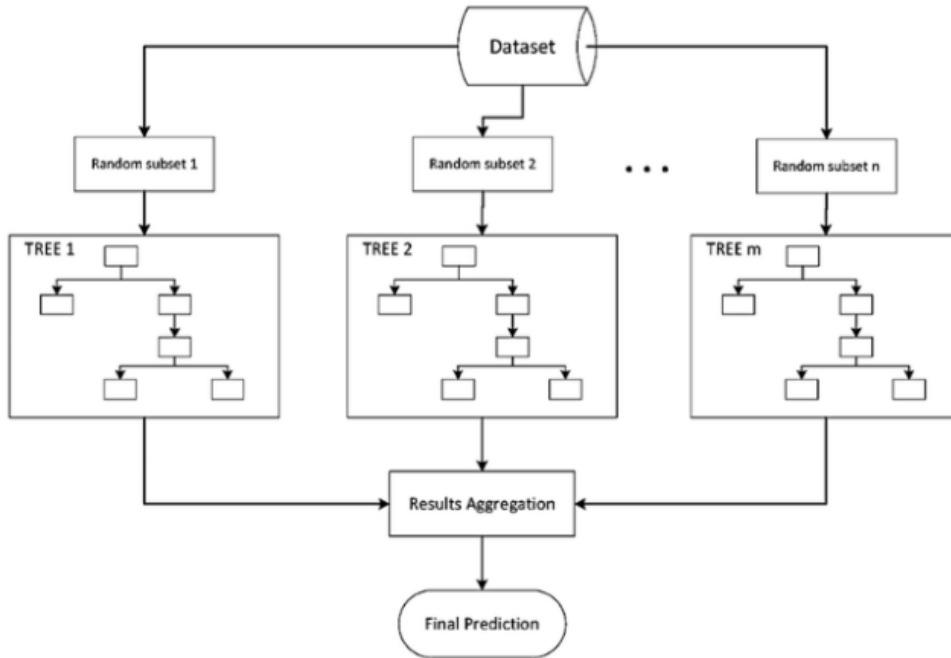 Dataset
Random subset 1
Random subset 2
• • •
Random subset n
TREE 1
TREE 2
TREE m
Results Aggregation
Final Prediction